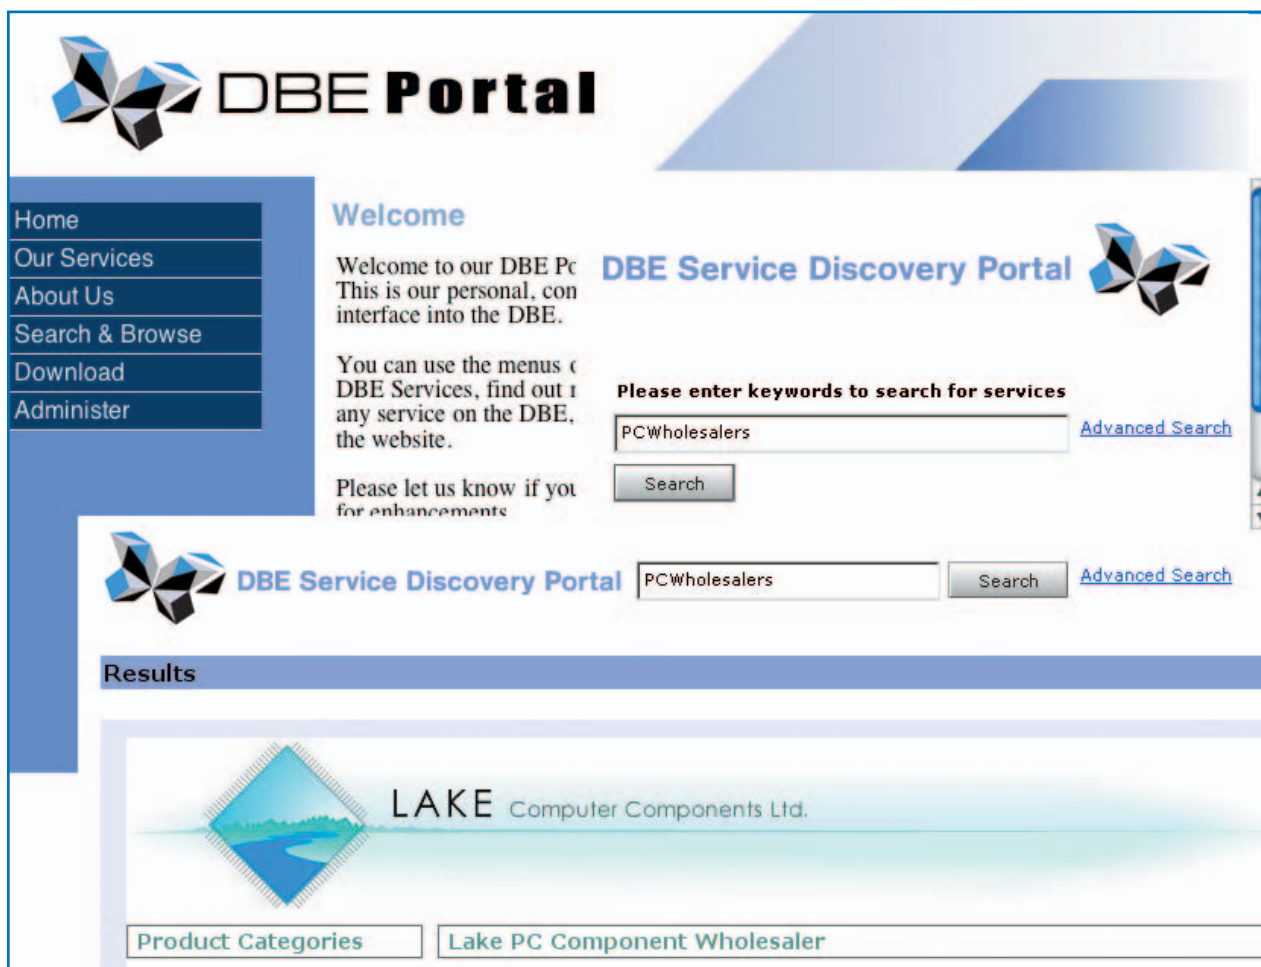 DBE Portal
Home
Our Services
About Us
Search & Browse
Download
Administer
Welcome
Welcome to our DBE
This is our personal,
interface into the DBE.
You can use the menus
DBE Services, find out
any service on the DBE,
the website.
Please let us know if you
for enhancements
DBE Service Discovery Portal
Please enter keywords to search for services
PCWholesalers
Advanced Search
Search
DBE Service Discovery Portal
PCWholesalers
Search
Advanced Search
Results
LAKE Computer Components Ltd.
Product Categories
Lake PC Component Wholesaler